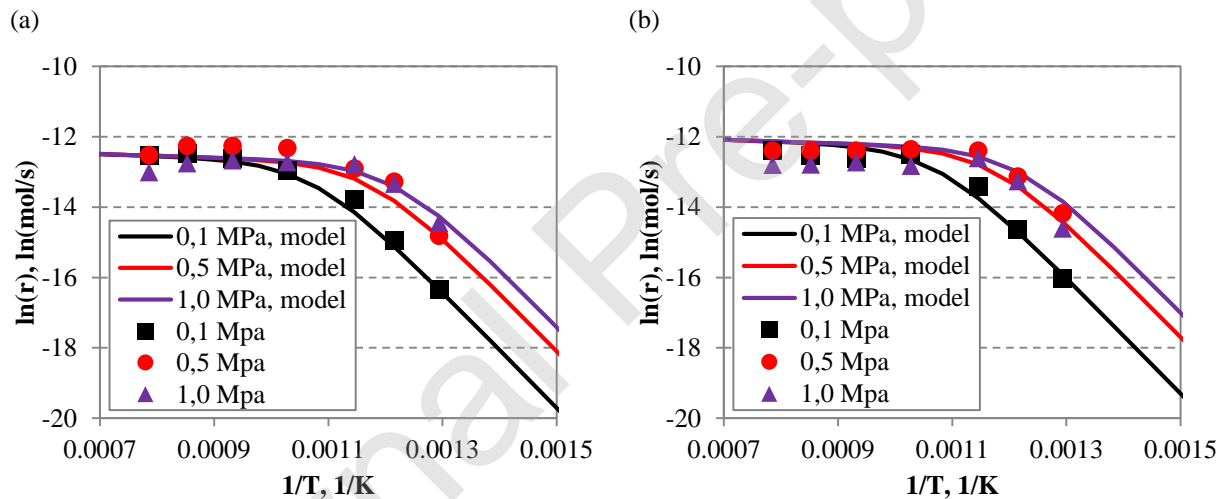 (a)
-10
-12
-14
-16
-18
-20
ln(r), ln(mol/s)
0,1 MPa, model
0,5 MPa, model
1,0 MPa, model
0,1 Mpa
0,5 Mpa
1,0 Mpa
0.0007 0.0009 0.0011 0.0013 0.0015
1/T, 1/K
(b)
-10
-12
-14
-16
-18
-20
ln(r), ln(mol/s)
0,1 MPa, model
0,5 MPa, model
1,0 MPa, model
0,1 Mpa
0,5 Mpa
1,0 Mpa
0.0007 0.0009 0.0011 0.0013 0.0015
1/T, 1/K
nal Pre-p